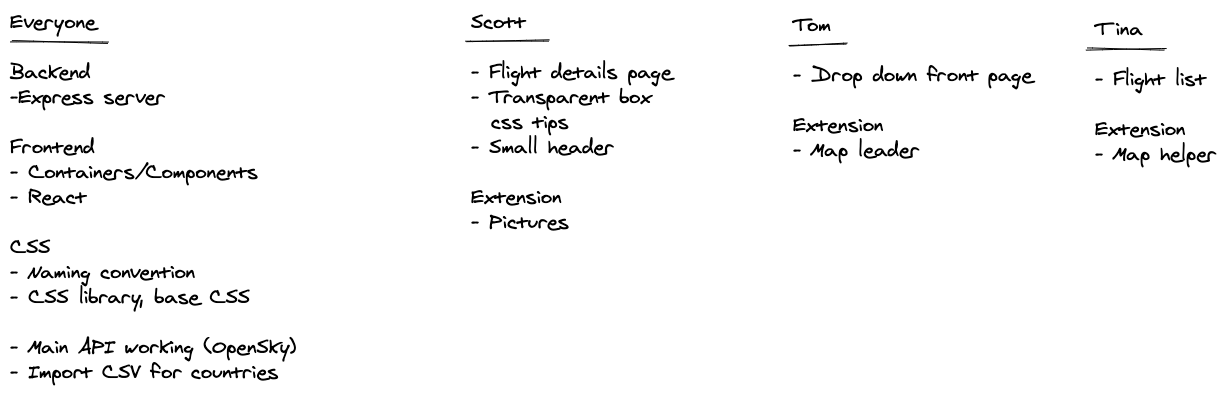 Everyone
Backend
-Express server
Frontend
- Containers/Components
- React
CSS
- Naming convention
- CSS library, base CSS
- Main API working (OpenSky)
- Import CSV for countries
Scott
- Flight details page
- Transparent box
css tips
- Small header
Extension
- Pictures
Tom
- Drop down front page
Extension
- Map leader
Tina
- Flight list
Extension
- Map helper